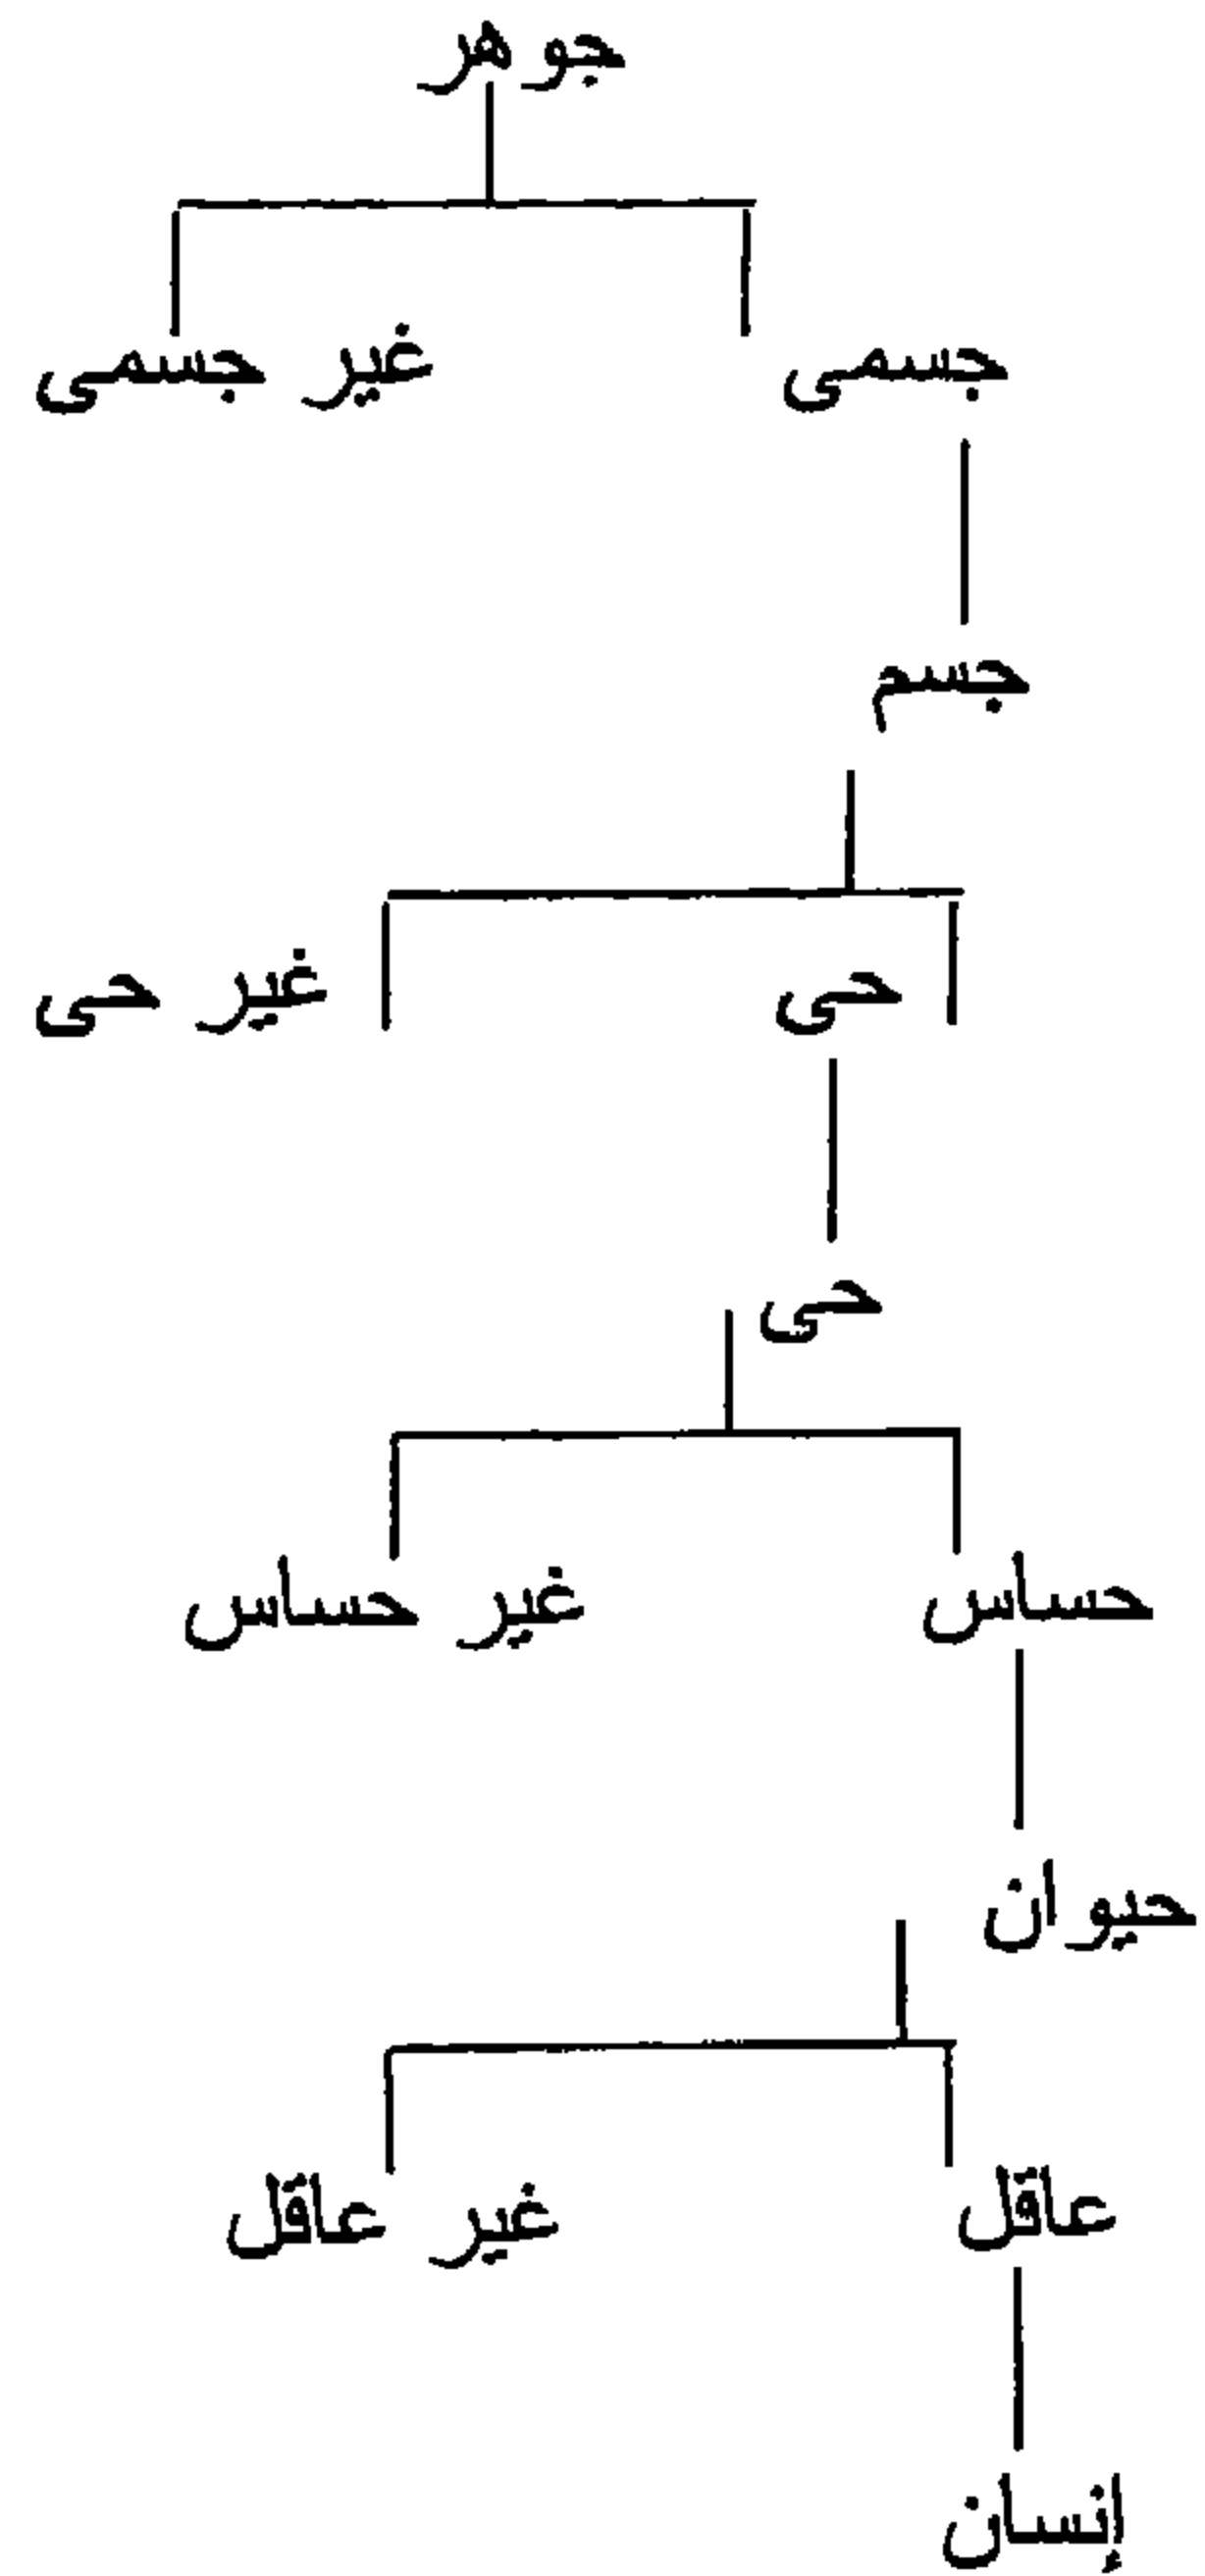 جوهر
جسمى غير جسمى
جسم
حى غير حى
حى
حساس غير حساس
حيوان
عاقل غير عاقل
إنسان